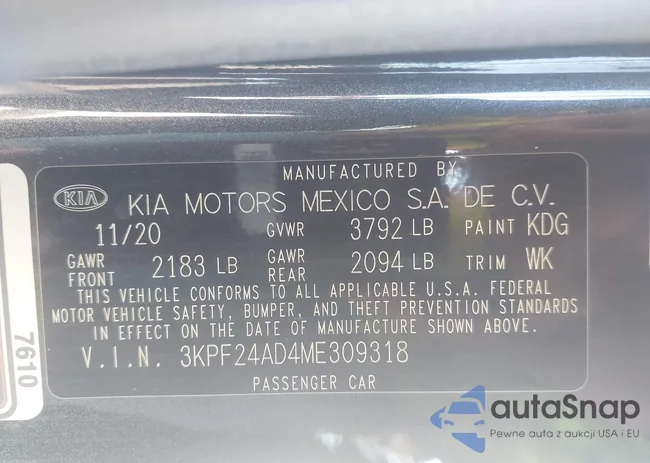 MANUFACTURED BY
KIA KIA MOTORS MEXICO S.A. DE C.V.
11/20 GVWR 3792 LB PAINT KDG
GAWR FRONT 2183 LB GAWR REAR 2094 LB TRIM WK
THIS VEHICLE CONFORMS TO ALL APPLICABLE U.S.A. FEDERAL
MOTOR VEHICLE SAFETY, BUMPER, AND THEFT PREVENTION STANDARDS
IN EFFECT ON THE DATE OF MANUFACTURE SHOWN ABOVE.
V.I.N. 3KPF24AD4ME309318
PASSENGER CAR
7610
autaSnap
Pewne auta z aukcji USA i EU